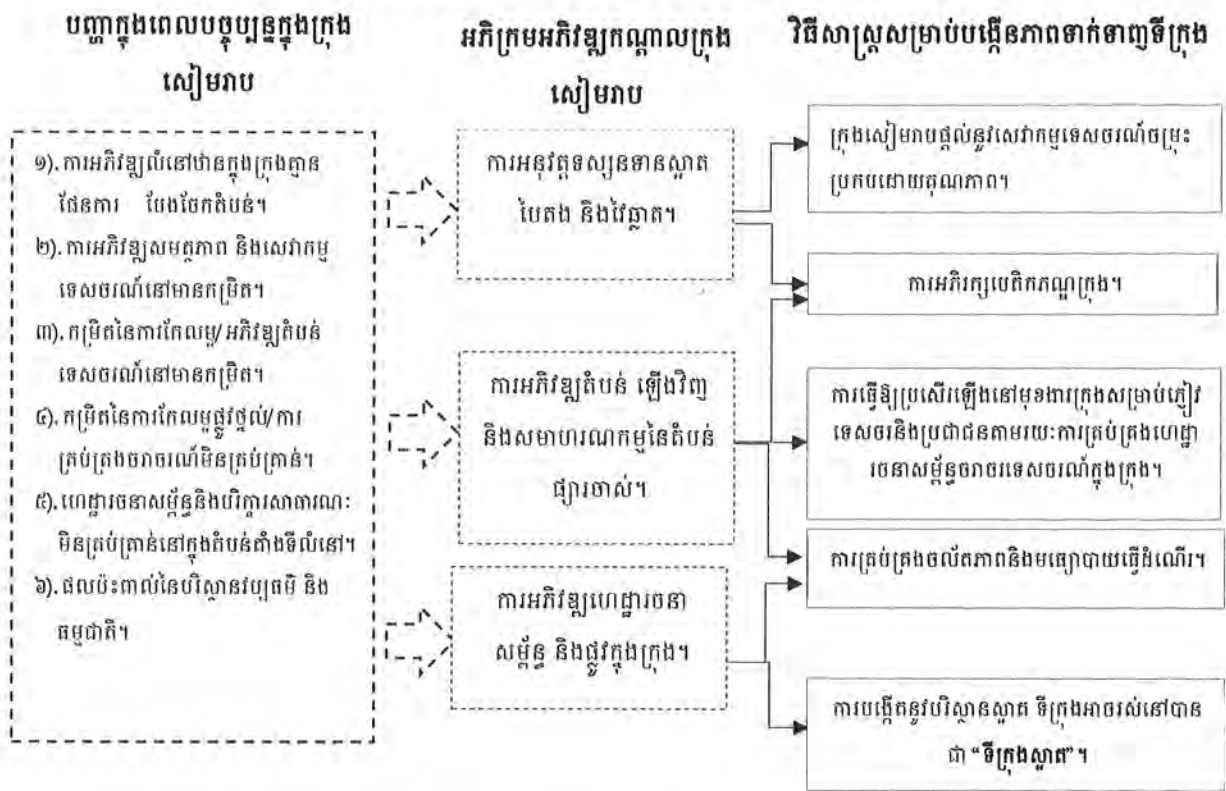 បញ្ហាក្នុងពេលបច្ចុប្បន្នក្នុងក្រុង
សៀមរាប
១). ការអភិវឌ្ឍលំនៅឋានក្នុងក្រុងគ្មាន
ផែនការ បែងចែកតំបន់។
២). ការអភិវឌ្ឍសមត្ថភាព និងសេវាកម្ម
ទេសចរណ៍នៅមានកម្រិត។
៣). កម្រិតនៃការកែលម្អ/អភិវឌ្ឍតំបន់
ទេសចរណ៍នៅមានកម្រិត។
៤). កម្រិតនៃការកែលម្អផ្លូវថ្នល់/ការ
គ្រប់គ្រងចរាចរណ៍មិនគ្រប់គ្រាន់។
៥). ហេដ្ឋារចនាសម្ព័ន្ធនិងបរិក្ខារសាធារណៈ
មិនគ្រប់គ្រាន់នៅក្នុងតំបន់តាំងទីលំនៅ។
៦). ផលប៉ះពាល់នៃបរិស្ថានវប្បធម៌ និង
ធម្មជាតិ។
អភិក្រមអភិវឌ្ឍកណ្តាលក្រុង
សៀមរាប
ការអនុវត្តទស្សនទានស្អាត
បៃតង និងវៃឆ្លាត។
ការអភិវឌ្ឍតំបន់ ឡើងវិញ
និងសមាហរណកម្មនៃតំបន់
ផ្សារចាស់។
ការអភិវឌ្ឍហេដ្ឋារចនា
សម្ព័ន្ធ និងផ្លូវក្នុងក្រុង។
វិធីសាស្ត្រសម្រាប់បង្កើនភាពទាក់ទាញទីក្រុង
ក្រុងសៀមរាបផ្តល់នូវសេវាកម្មទេសចរណ៍ចម្រុះ
ប្រកបដោយគុណភាព។
ការអភិរក្សបេតិកភណ្ឌក្រុង។
ការធ្វើឱ្យប្រសើរឡើងនៅមុខងារក្រុងសម្រាប់ភ្ញៀវ
ទេសចរនិងប្រជាជនតាមរយៈការគ្រប់គ្រងហេដ្ឋា
រចនាសម្ព័ន្ធចរាចរទេសចរណ៍ក្នុងក្រុង។
ការគ្រប់គ្រងចល័តភាពនិងមធ្យោបាយធ្វើដំណើរ។
ការបង្កើតនូវបរិស្ថានស្អាត ទីក្រុងអាចរស់នៅបាន
ជា “ទីក្រុងស្អាត”។